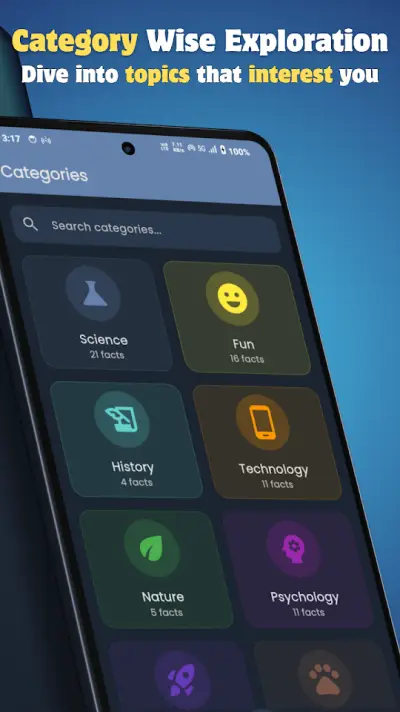 Category Wise Exploration
Dive into topics that interest you
3:17
5G 100%
Categories
Search categories...
Science
21 facts
Fun
16 facts
History
4 facts
Technology
11 facts
Nature
5 facts
Psychology
11 facts